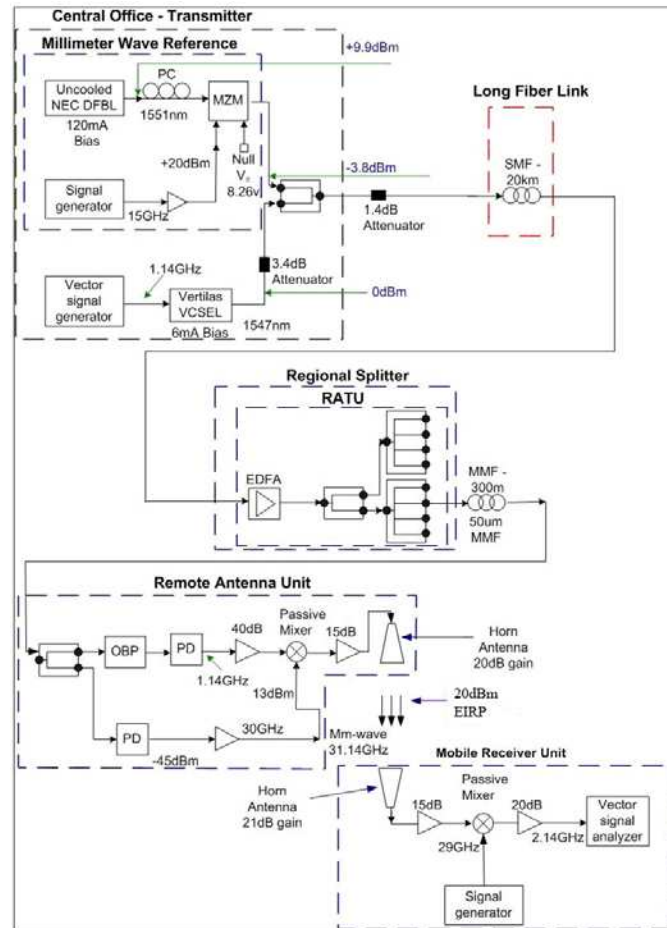 Central Office - Transmitter
Millimeter Wave Reference
+9.9dBm
PC
Uncooled
NEC DFBL
1551nm
MZM
120mA
Bias
Long Fiber Link
+20dBm
Null
8.26v
-3.8dBm
SMF -
20km
Signal
generator
15GHz
1.4dB
Attenuator
1.14GHz
3.4dB
Attenuator
Vector
signal
generator
Vertilas
VCSEL
0dBm
6mA Bias
1547nm
Regional Splitter
RATU
EDFA
MMF -
300m
50um
MMF
Remote Antenna Unit
Passive
Mixer
40dB
15dB
OBP
PD
1.14GHz
Horn
Antenna
20dB gain
13dBm
20dBm
EIRP
PD
30GHz
-45dBm
Mm-wave
31.14GHz
Mobile Receiver Unit
Horn
Antenna
21dB gain
Passive
Mixer
15dB
20dB
Vector
signal
analyzer
29GHz
2.14GHz
Signal
generator